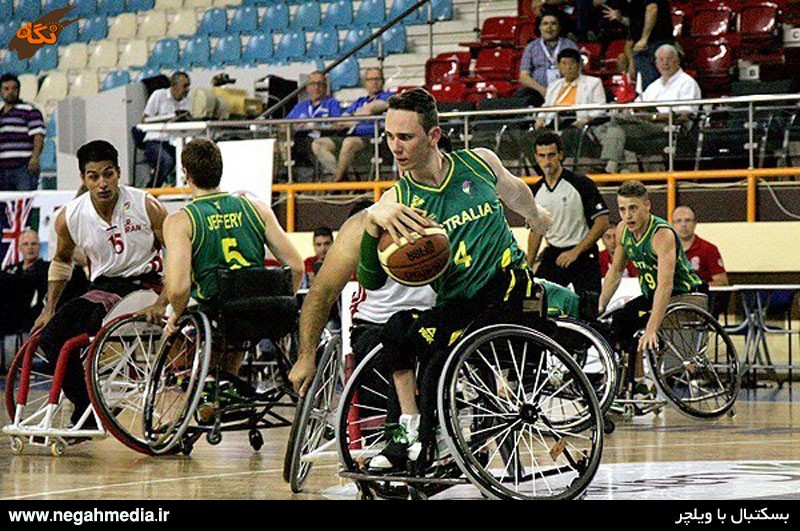 نگاه
IRAN
15
JEFFERY
5
STRALIA
4
9
www.negahmedia.ir
بسکتبال با ویلچر